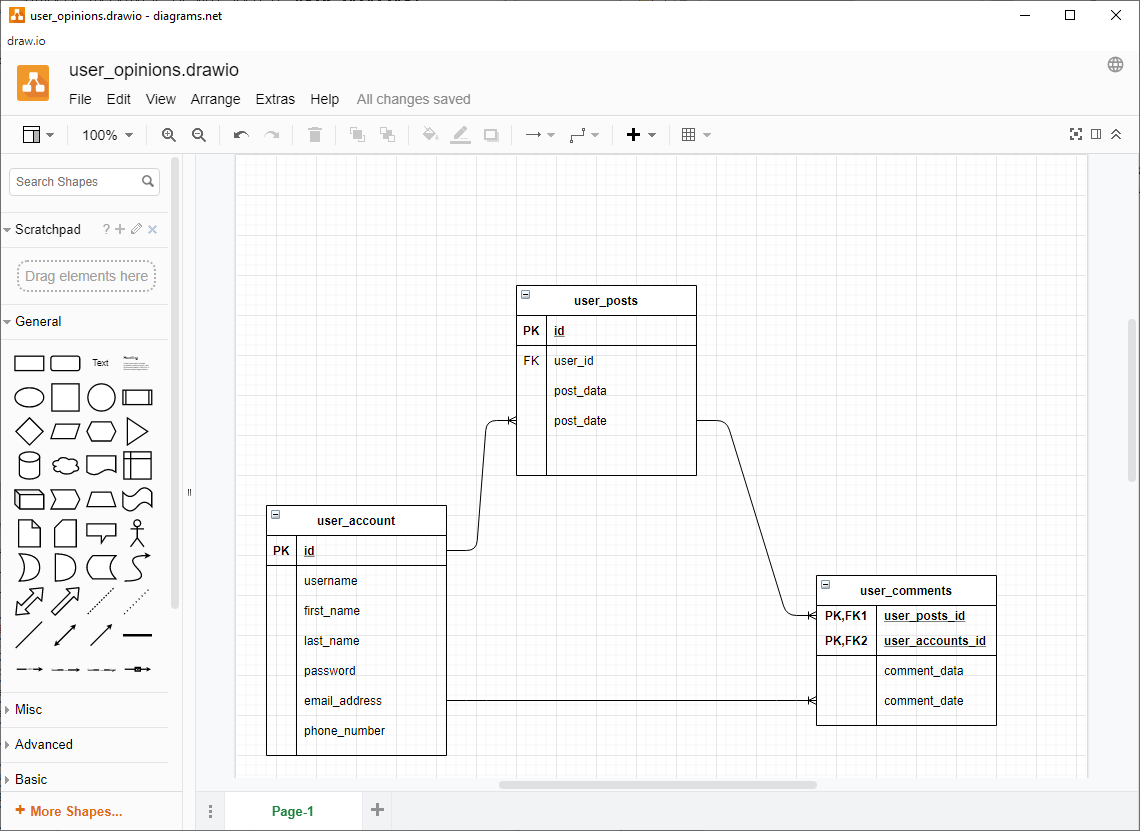 user_opinions.drawio - diagrams.net
draw.io
user_opinions.drawio
File Edit View Arrange Extras Help All changes saved
100%
Search Shapes
Scratchpad ?
Drag elements here
General
Text
Heading
Misc
Advanced
Basic
+ More Shapes...
user_posts
PK id
FK user_id
post_data
post_date
user_account
PK id
username
first_name
last_name
password
email_address
phone_number
user_comments
PK,FK1 user_posts_id
PK,FK2 user_accounts_id
comment_data
comment_date
Page-1